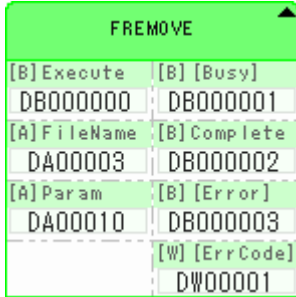 FREMOVE
[B]Execute [B][Busy]
DB000000 DB000001
[A]FileName [B]Complete
DA00003 DB000002
[A]Param [B][Error]
DA00010 DB000003
[W][ErrCode]
DW00001